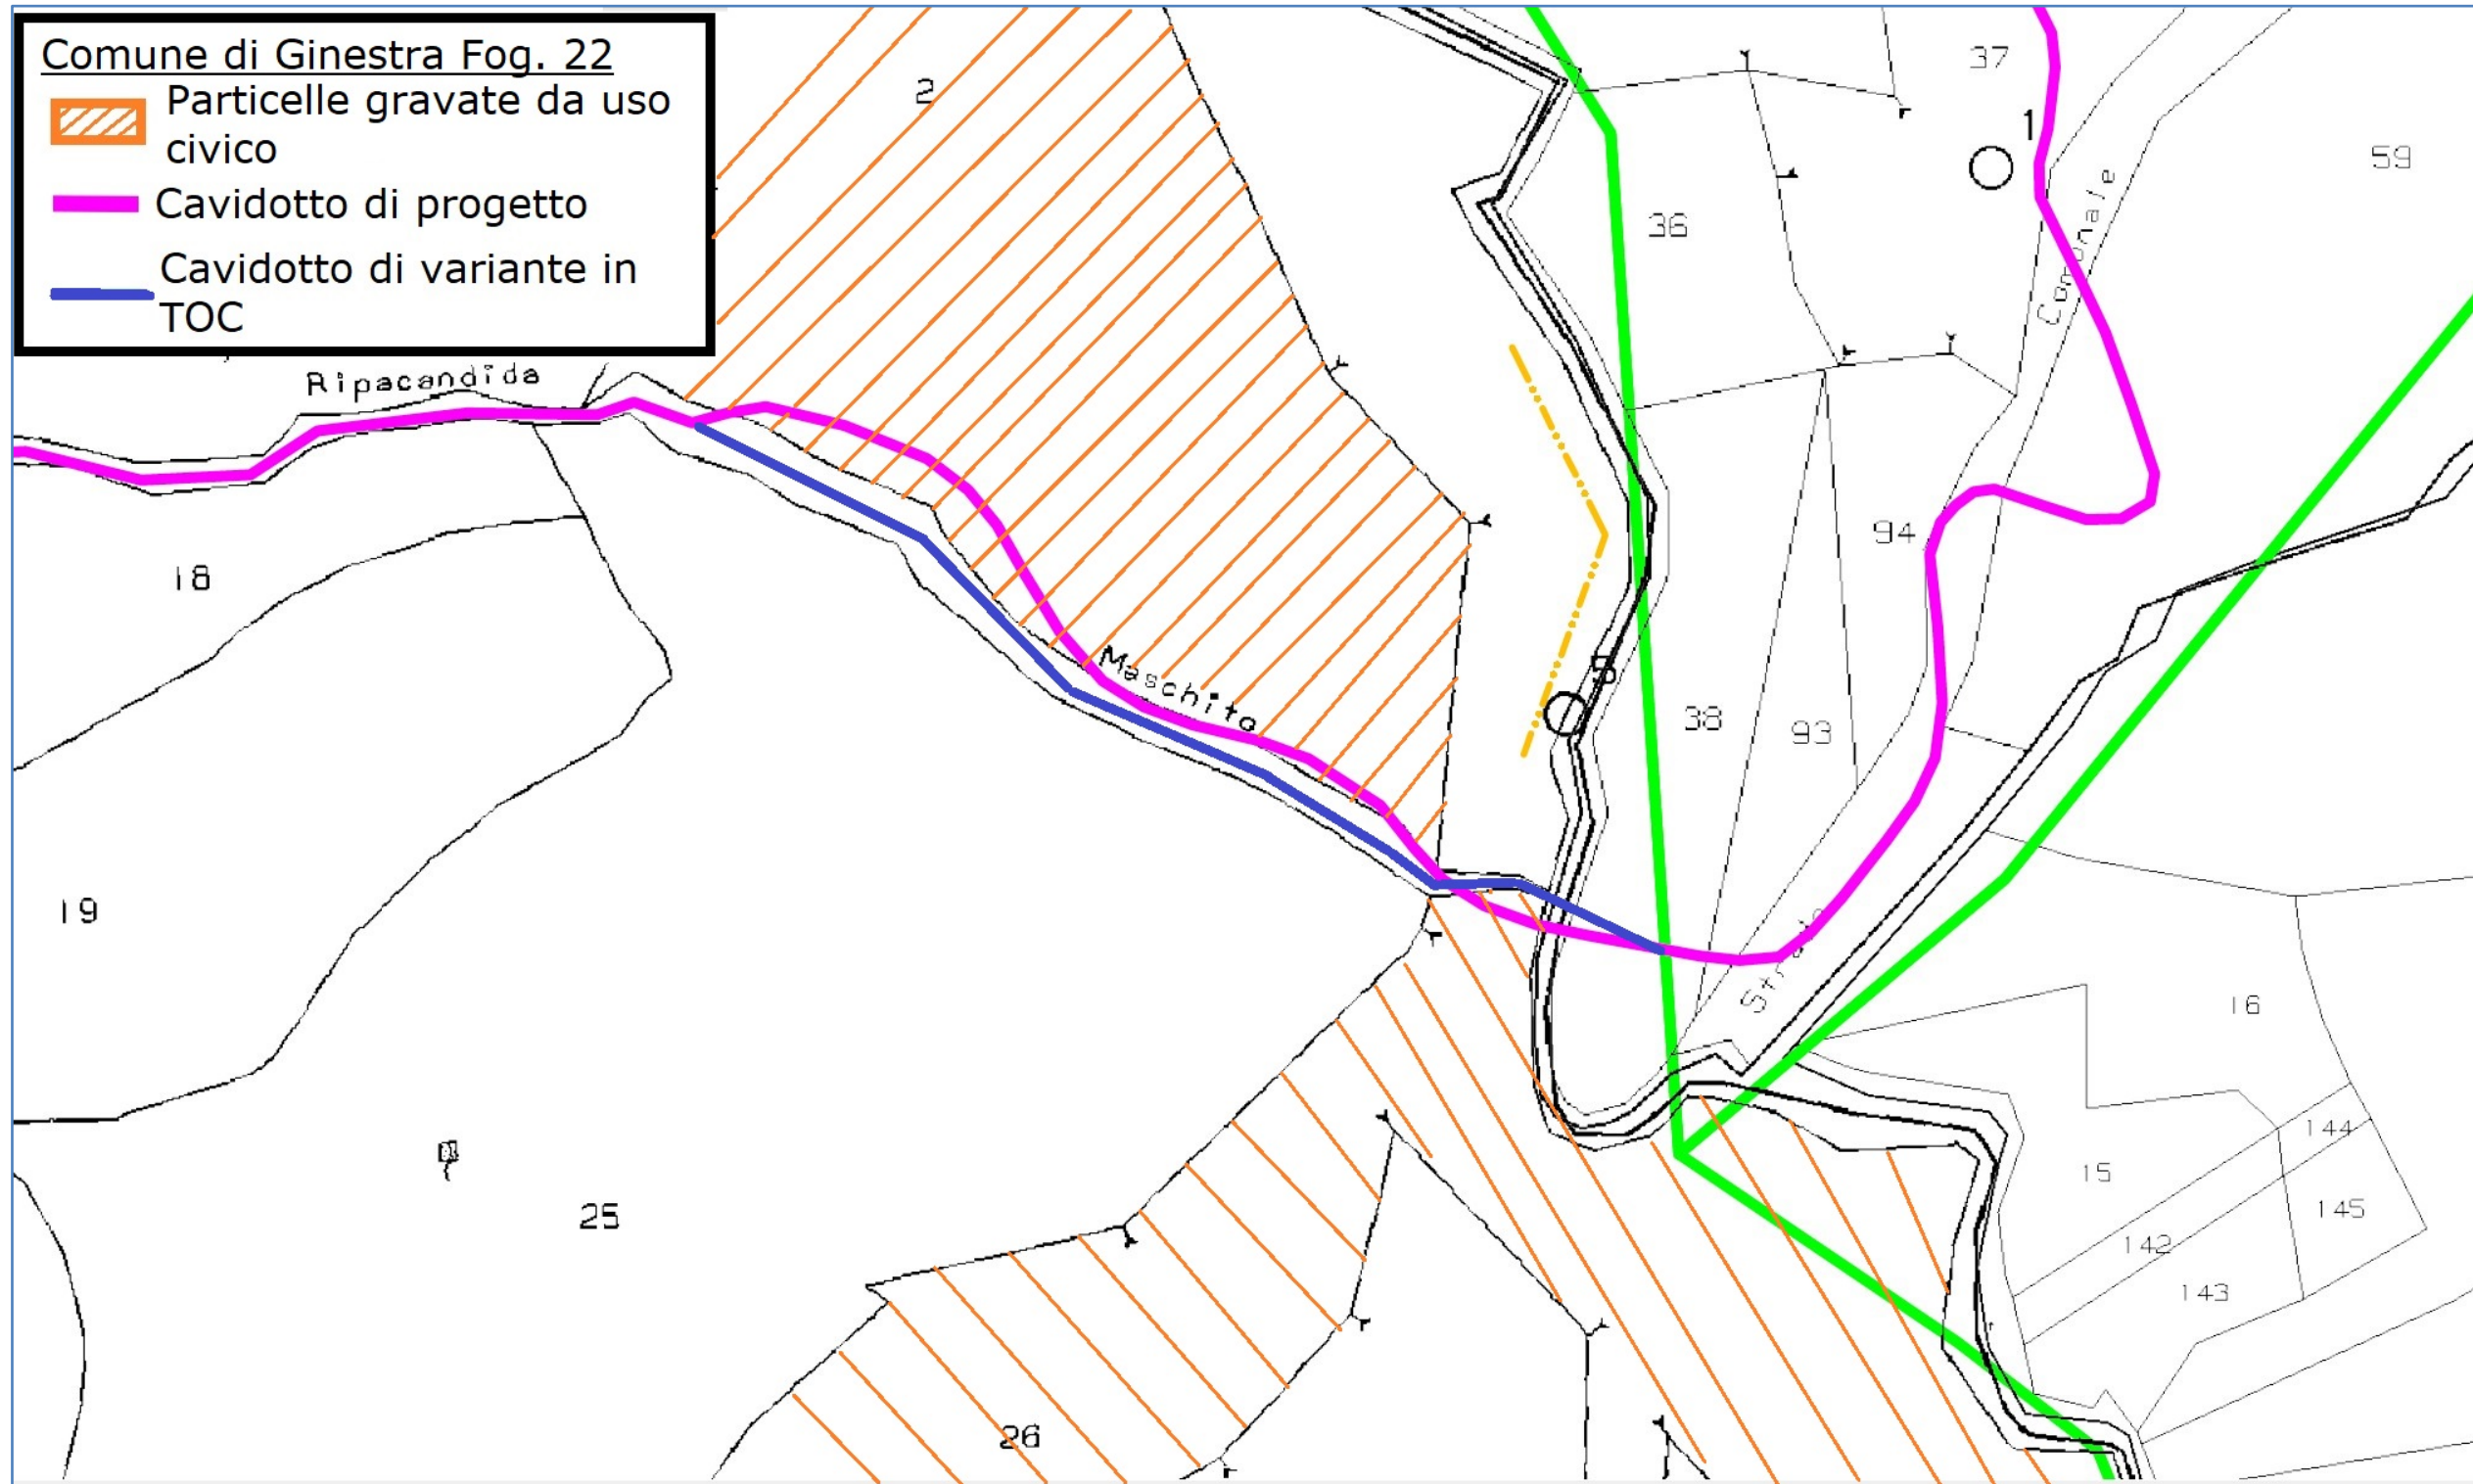 Comune di Ginestra Fog. 22
Particelle gravate da uso
civico
Cavidotto di progetto
Cavidotto di variante in
TOC
2
37
1
59
36
Comunale
Ripacandida
94
18
Maschito
38
93
19
16
144
15
145
25
142
143
26